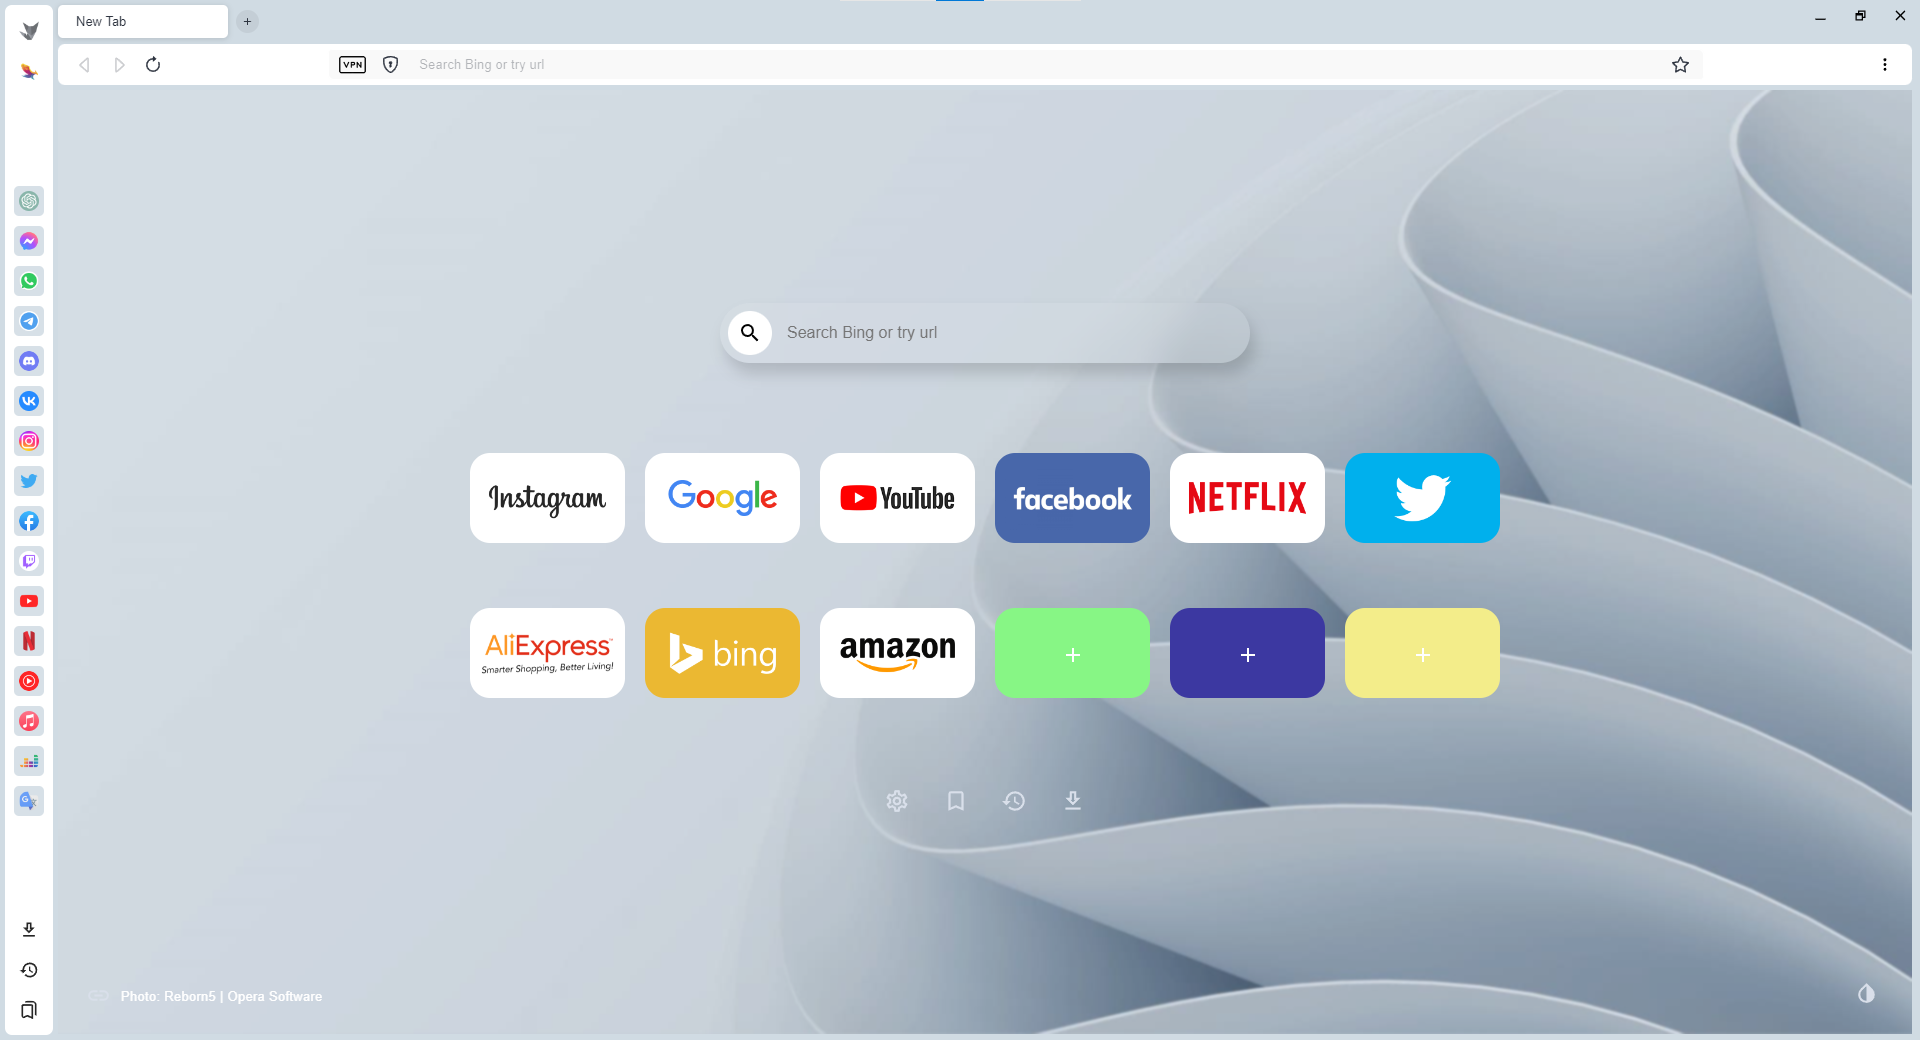 New Tab
VPN
Search Bing or try url
Search Bing or try url
Instagram
Google
YouTube
facebook
NETFLIX
AliExpress
Smarter Shopping, Better Living!
bing
amazon
Photo: Reborn5 | Opera Software